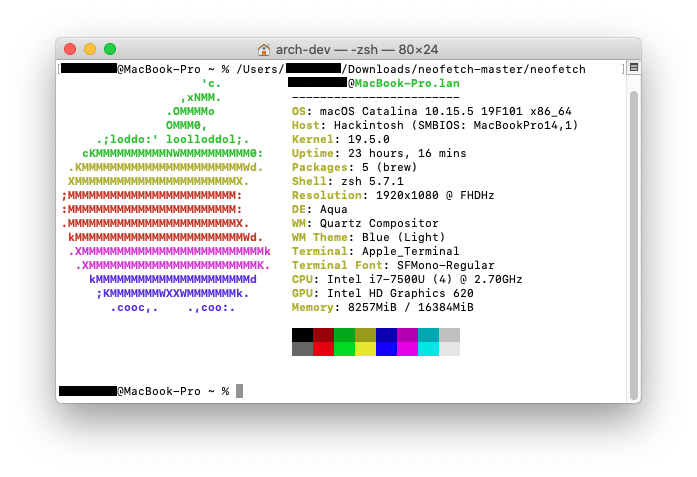 arch-dev — -zsh — 80×24
[@MacBook-Pro ~ % /Users//Downloads/neofetch-master/neofetch ]
'c. @MacBook-Pro.lan
,xNMM. ------------------------
.OMMMMo OS: macOS Catalina 10.15.5 19F101 x86_64
OMMM0, Host: Hackintosh (SMBIOS: MacBookPro14,1)
.;loddo:' loolloddol;. Kernel: 19.5.0
cKMMMMMMMMMMNWMMMMMMMMMM0: Uptime: 23 hours, 16 mins
.KMMMMMMMMMMMMMMMMMMMMMMMWd. Packages: 5 (brew)
XMMMMMMMMMMMMMMMMMMMMMMMX. Shell: zsh 5.7.1
;MMMMMMMMMMMMMMMMMMMMMMMM: Resolution: 1920x1080 @ FHDHz
:MMMMMMMMMMMMMMMMMMMMMMMM: DE: Aqua
.MMMMMMMMMMMMMMMMMMMMMMMMX. WM: Quartz Compositor
kMMMMMMMMMMMMMMMMMMMMMMMMWd. WM Theme: Blue (Light)
.XMMMMMMMMMMMMMMMMMMMMMMMMMMk Terminal: Apple_Terminal
.XMMMMMMMMMMMMMMMMMMMMMMMMK. Terminal Font: SFMono-Regular
kMMMMMMMMMMMMMMMMMMMMMMd CPU: Intel i7-7500U (4) @ 2.70GHz
;KMMMMMMMWXXWMMMMMMMk. GPU: Intel HD Graphics 620
.cooc,. .,coo:. Memory: 8257MiB / 16384MiB
@MacBook-Pro ~ %